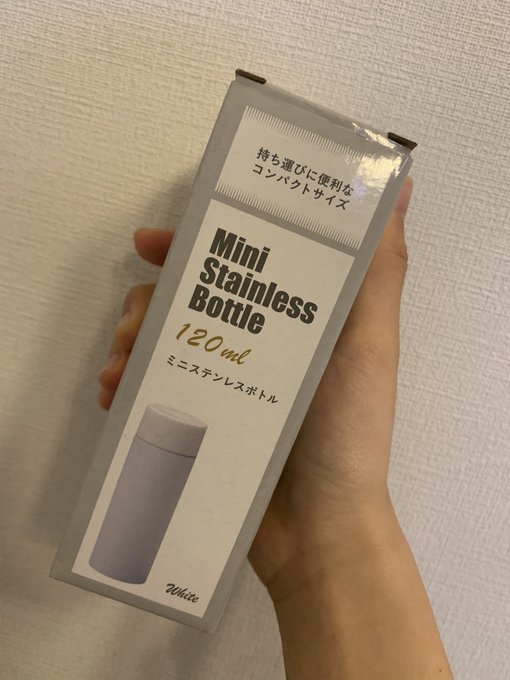 持ち運びに便利な
コンパクトサイズ
Mini
Stainless
Bottle
120ml
ミニステンレスボトル
White